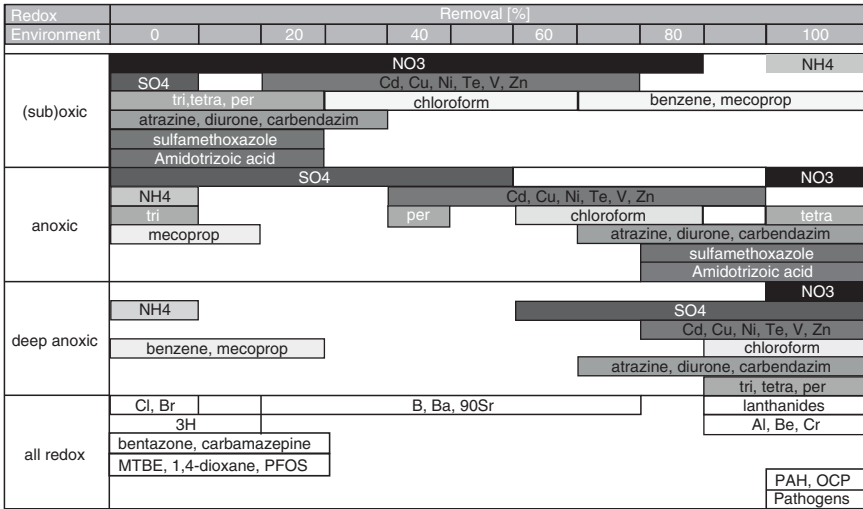 Redox Removal [%]
Environment 0 20 40 60 80 100
NO3 NH4
SO4 Cd, Cu, Ni, Te, V, Zn
(sub)oxic tri,tetra, per chloroform benzene, mecoprop
atrazine, diurone, carbendazim
sulfamethoxazole
Amidotrizoic acid
SO4 NO3
NH4 Cd, Cu, Ni, Te, V, Zn
anoxic tri per chloroform tetra
mecoprop atrazine, diurone, carbendazim
sulfamethoxazole
Amidotrizoic acid
NO3
NH4 SO4
Cd, Cu, Ni, Te, V, Zn
deep anoxic benzene, mecoprop chloroform
atrazine, diurone, carbendazim
tri, tetra, per
Cl, Br B, Ba, 90Sr lanthanides
3H Al, Be, Cr
all redox bentazone, carbamazepine
MTBE, 1,4-dioxane, PFOS
PAH, OCP
Pathogens